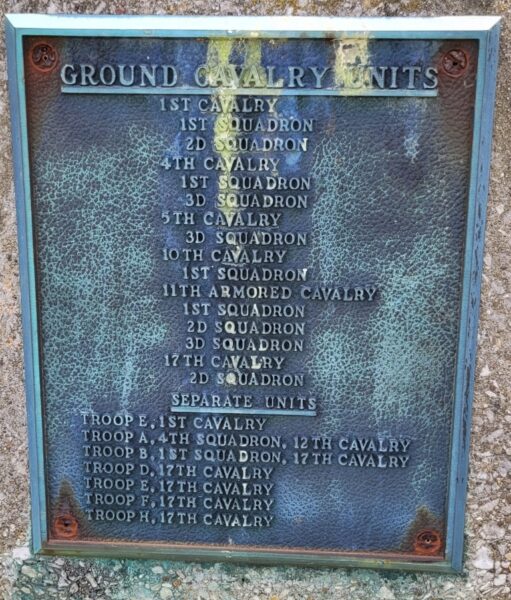 GROUND CAVALRY UNITS
1ST CAVALRY
1ST SQUADRON
2D SQUADRON
4TH CAVALRY
1ST SQUADRON
3D SQUADRON
5TH CAVALRY
3D SQUADRON
10TH CAVALRY
1ST SQUADRON
11TH ARMORED CAVALRY
1ST SQUADRON
2D SQUADRON
3D SQUADRON
17TH CAVALRY
2D SQUADRON
SEPARATE UNITS
TROOP E, 1ST CAVALRY
TROOP A, 4TH SQUADRON, 12TH CAVALRY
TROOP B, 1ST SQUADRON, 17TH CAVALRY
TROOP D, 17TH CAVALRY
TROOP E, 17TH CAVALRY
TROOP F, 17TH CAVALRY
TROOP H, 17TH CAVALRY